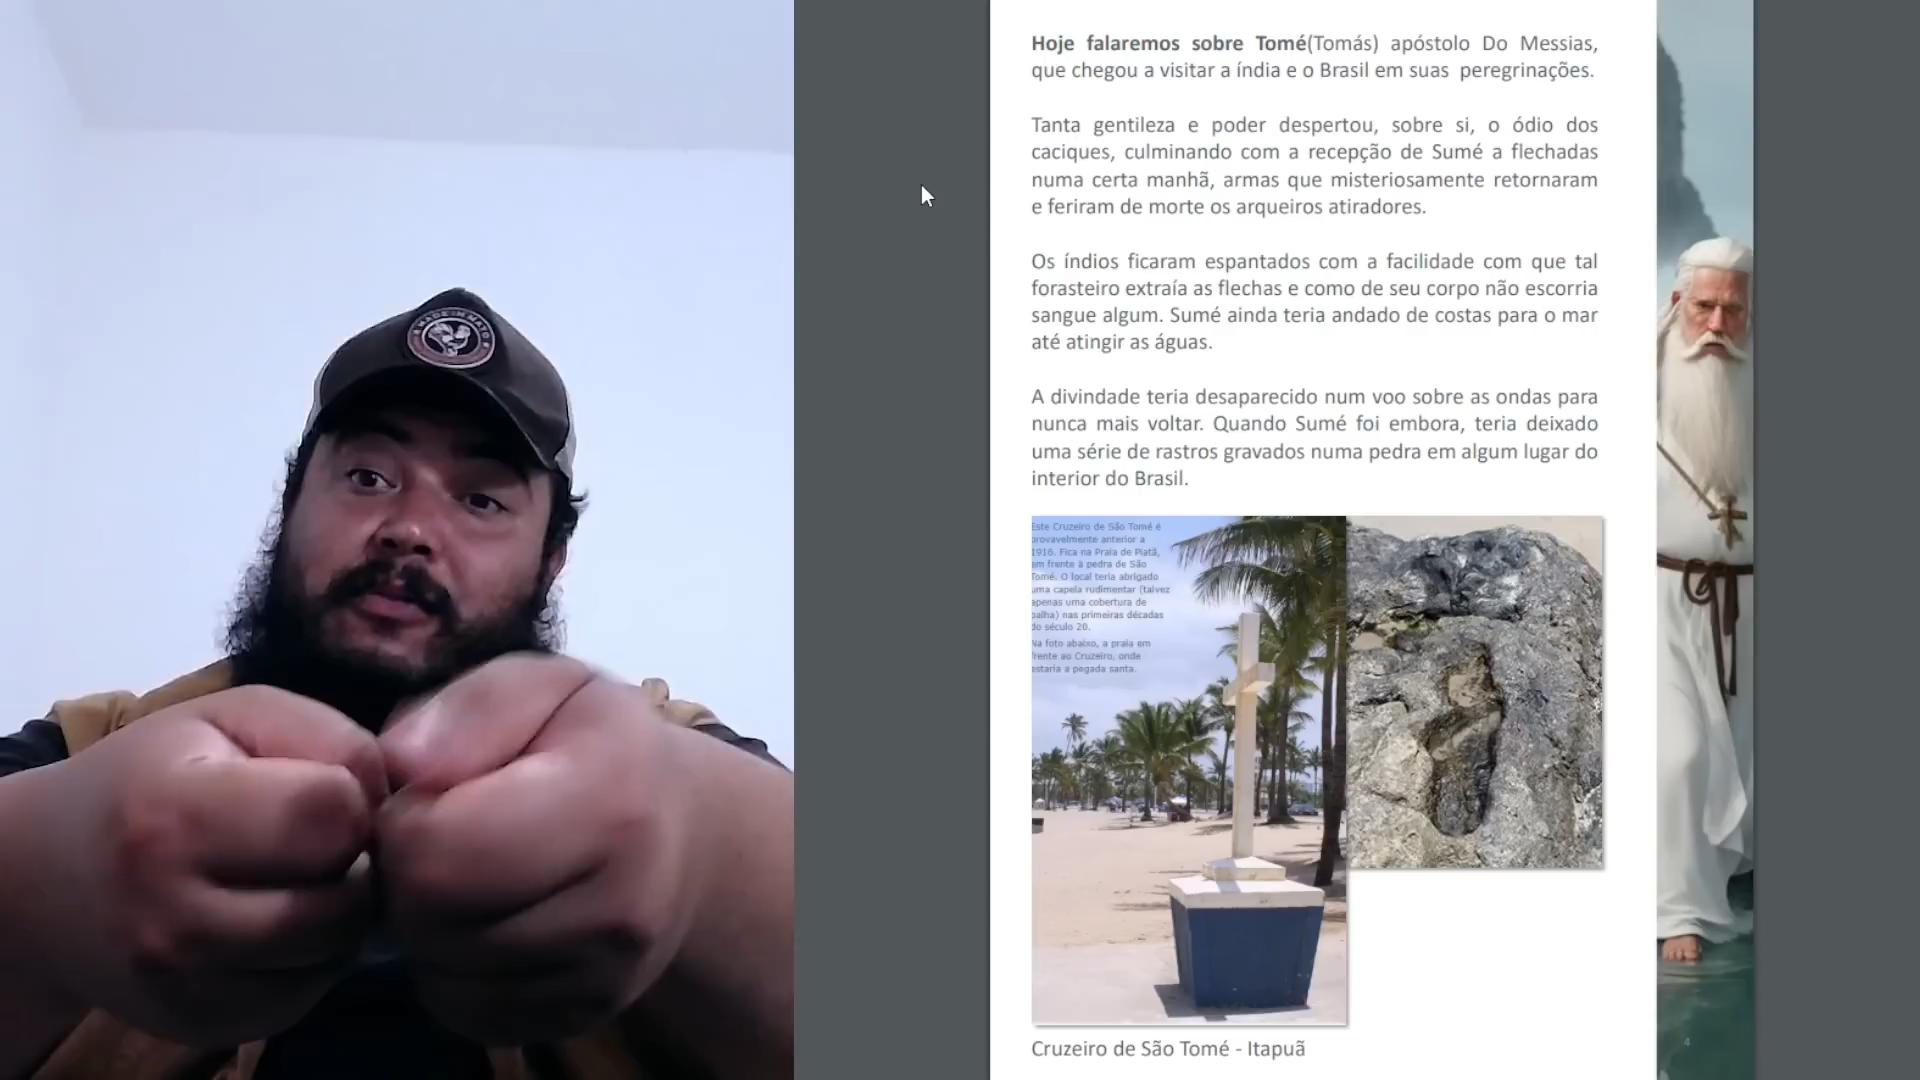 MADE IN MATO
Hoje falaremos sobre Tomé(Tomás) apóstolo Do Messias,
que chegou a visitar a índia e o Brasil em suas peregrinações.
Tanta gentileza e poder despertou, sobre si, o ódio dos
caciques, culminando com a recepção de Sumé a flechadas
numa certa manhã, armas que misteriosamente retornaram
e feriram de morte os arqueiros atiradores.
Os índios ficaram espantados com a facilidade com que tal
forasteiro extraía as flechas e como de seu corpo não escorria
sangue algum. Sumé ainda teria andado de costas para o mar
até atingir as águas.
A divindade teria desaparecido num voo sobre as ondas para
nunca mais voltar. Quando Sumé foi embora, teria deixado
uma série de rastros gravados numa pedra em algum lugar do
interior do Brasil.
Este Cruzeiro de São Tomé é
provavelmente anterior a
1916. Fica na Praia de Piatã,
em frente à pedra de São
Tomé. O local teria abrigado
uma capela rudimentar (talvez
apenas uma cobertura de
palha) nas primeiras décadas
do século 20.
Na foto abaixo, a praia em
frente ao Cruzeiro, onde
estaria a pegada santa.
Cruzeiro de São Tomé - Itapuã
4